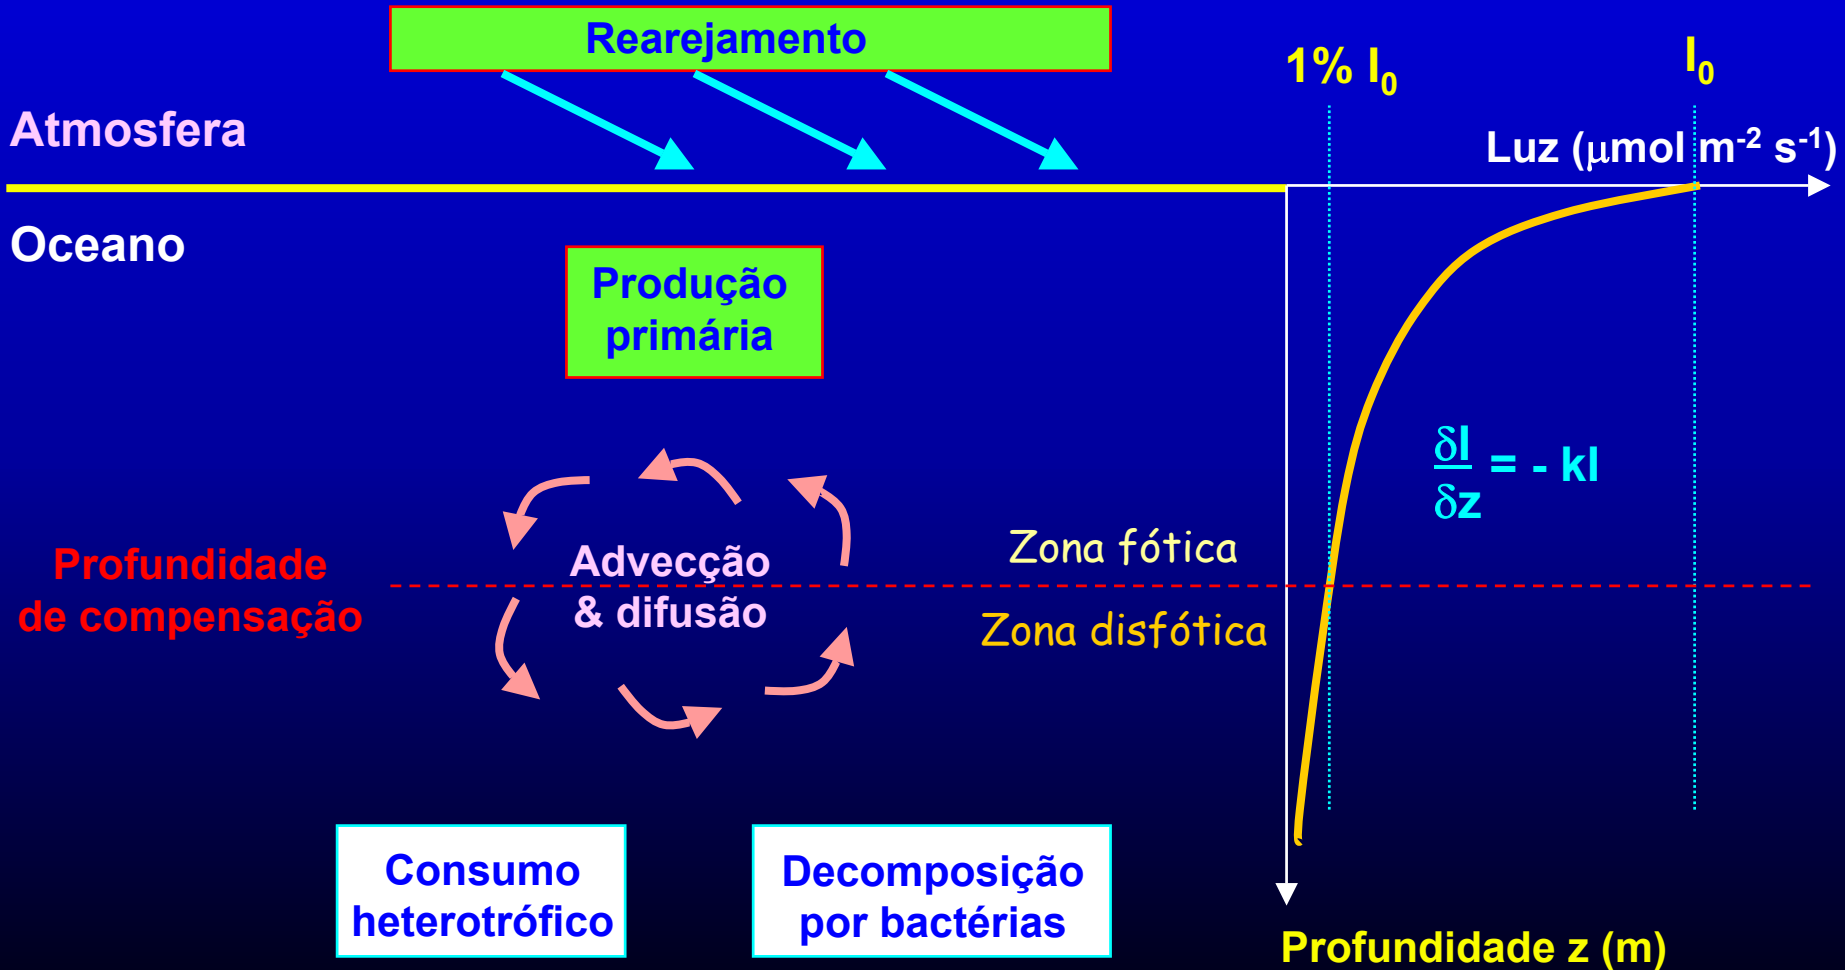 Rearejamento
1% I0
I0
Atmosfera
Luz (μmol m-2 s-1)
Oceano
Produção
primária
δI
δz
= - kI
Zona fótica
Profundidade
de compensação
Advecção
& difusão
Zona disfótica
Consumo
heterotrófico
Decomposição
por bactérias
Profundidade z (m)